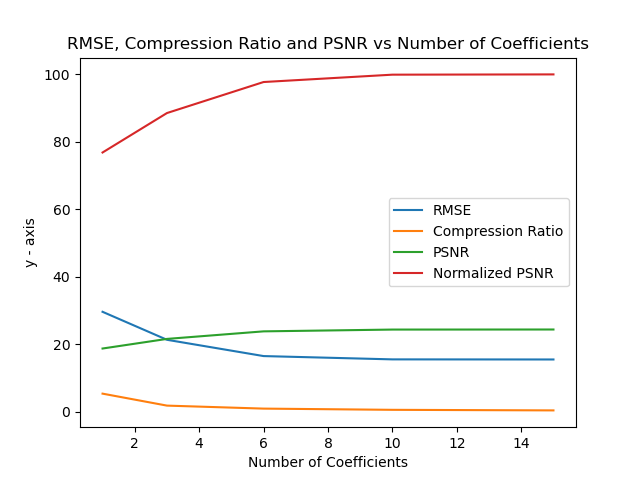 RMSE, Compression Ratio and PSNR vs Number of Coefficients
100
80
60
40
20
0
y - axis
RMSE
Compression Ratio
PSNR
Normalized PSNR
2 4 6 8 10 12 14
Number of Coefficients